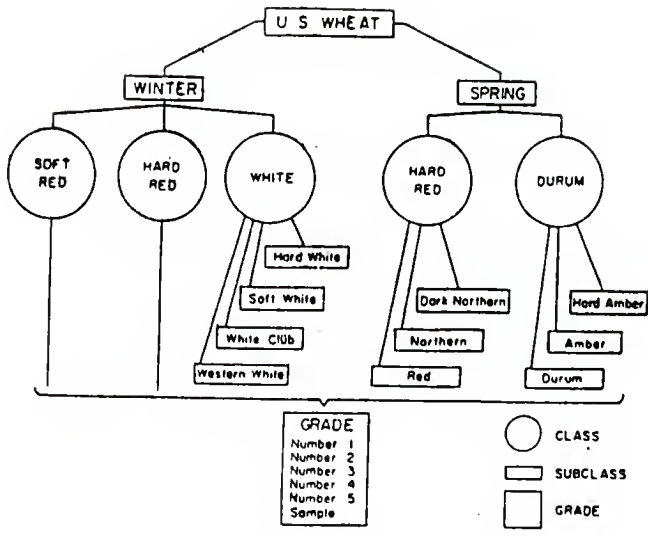 U S WHEAT
WINTER
SPRING
SOFT
RED
HARD
RED
WHITE
HARD
RED
DURUM
Hard White
Soft White
White Club
Western White
Dark Northern
Northern
Red
Hard Amber
Amber
Durum
GRADE
Number 1
Number 2
Number 3
Number 4
Number 5
Sample
CLASS
SUBCLASS
GRADE